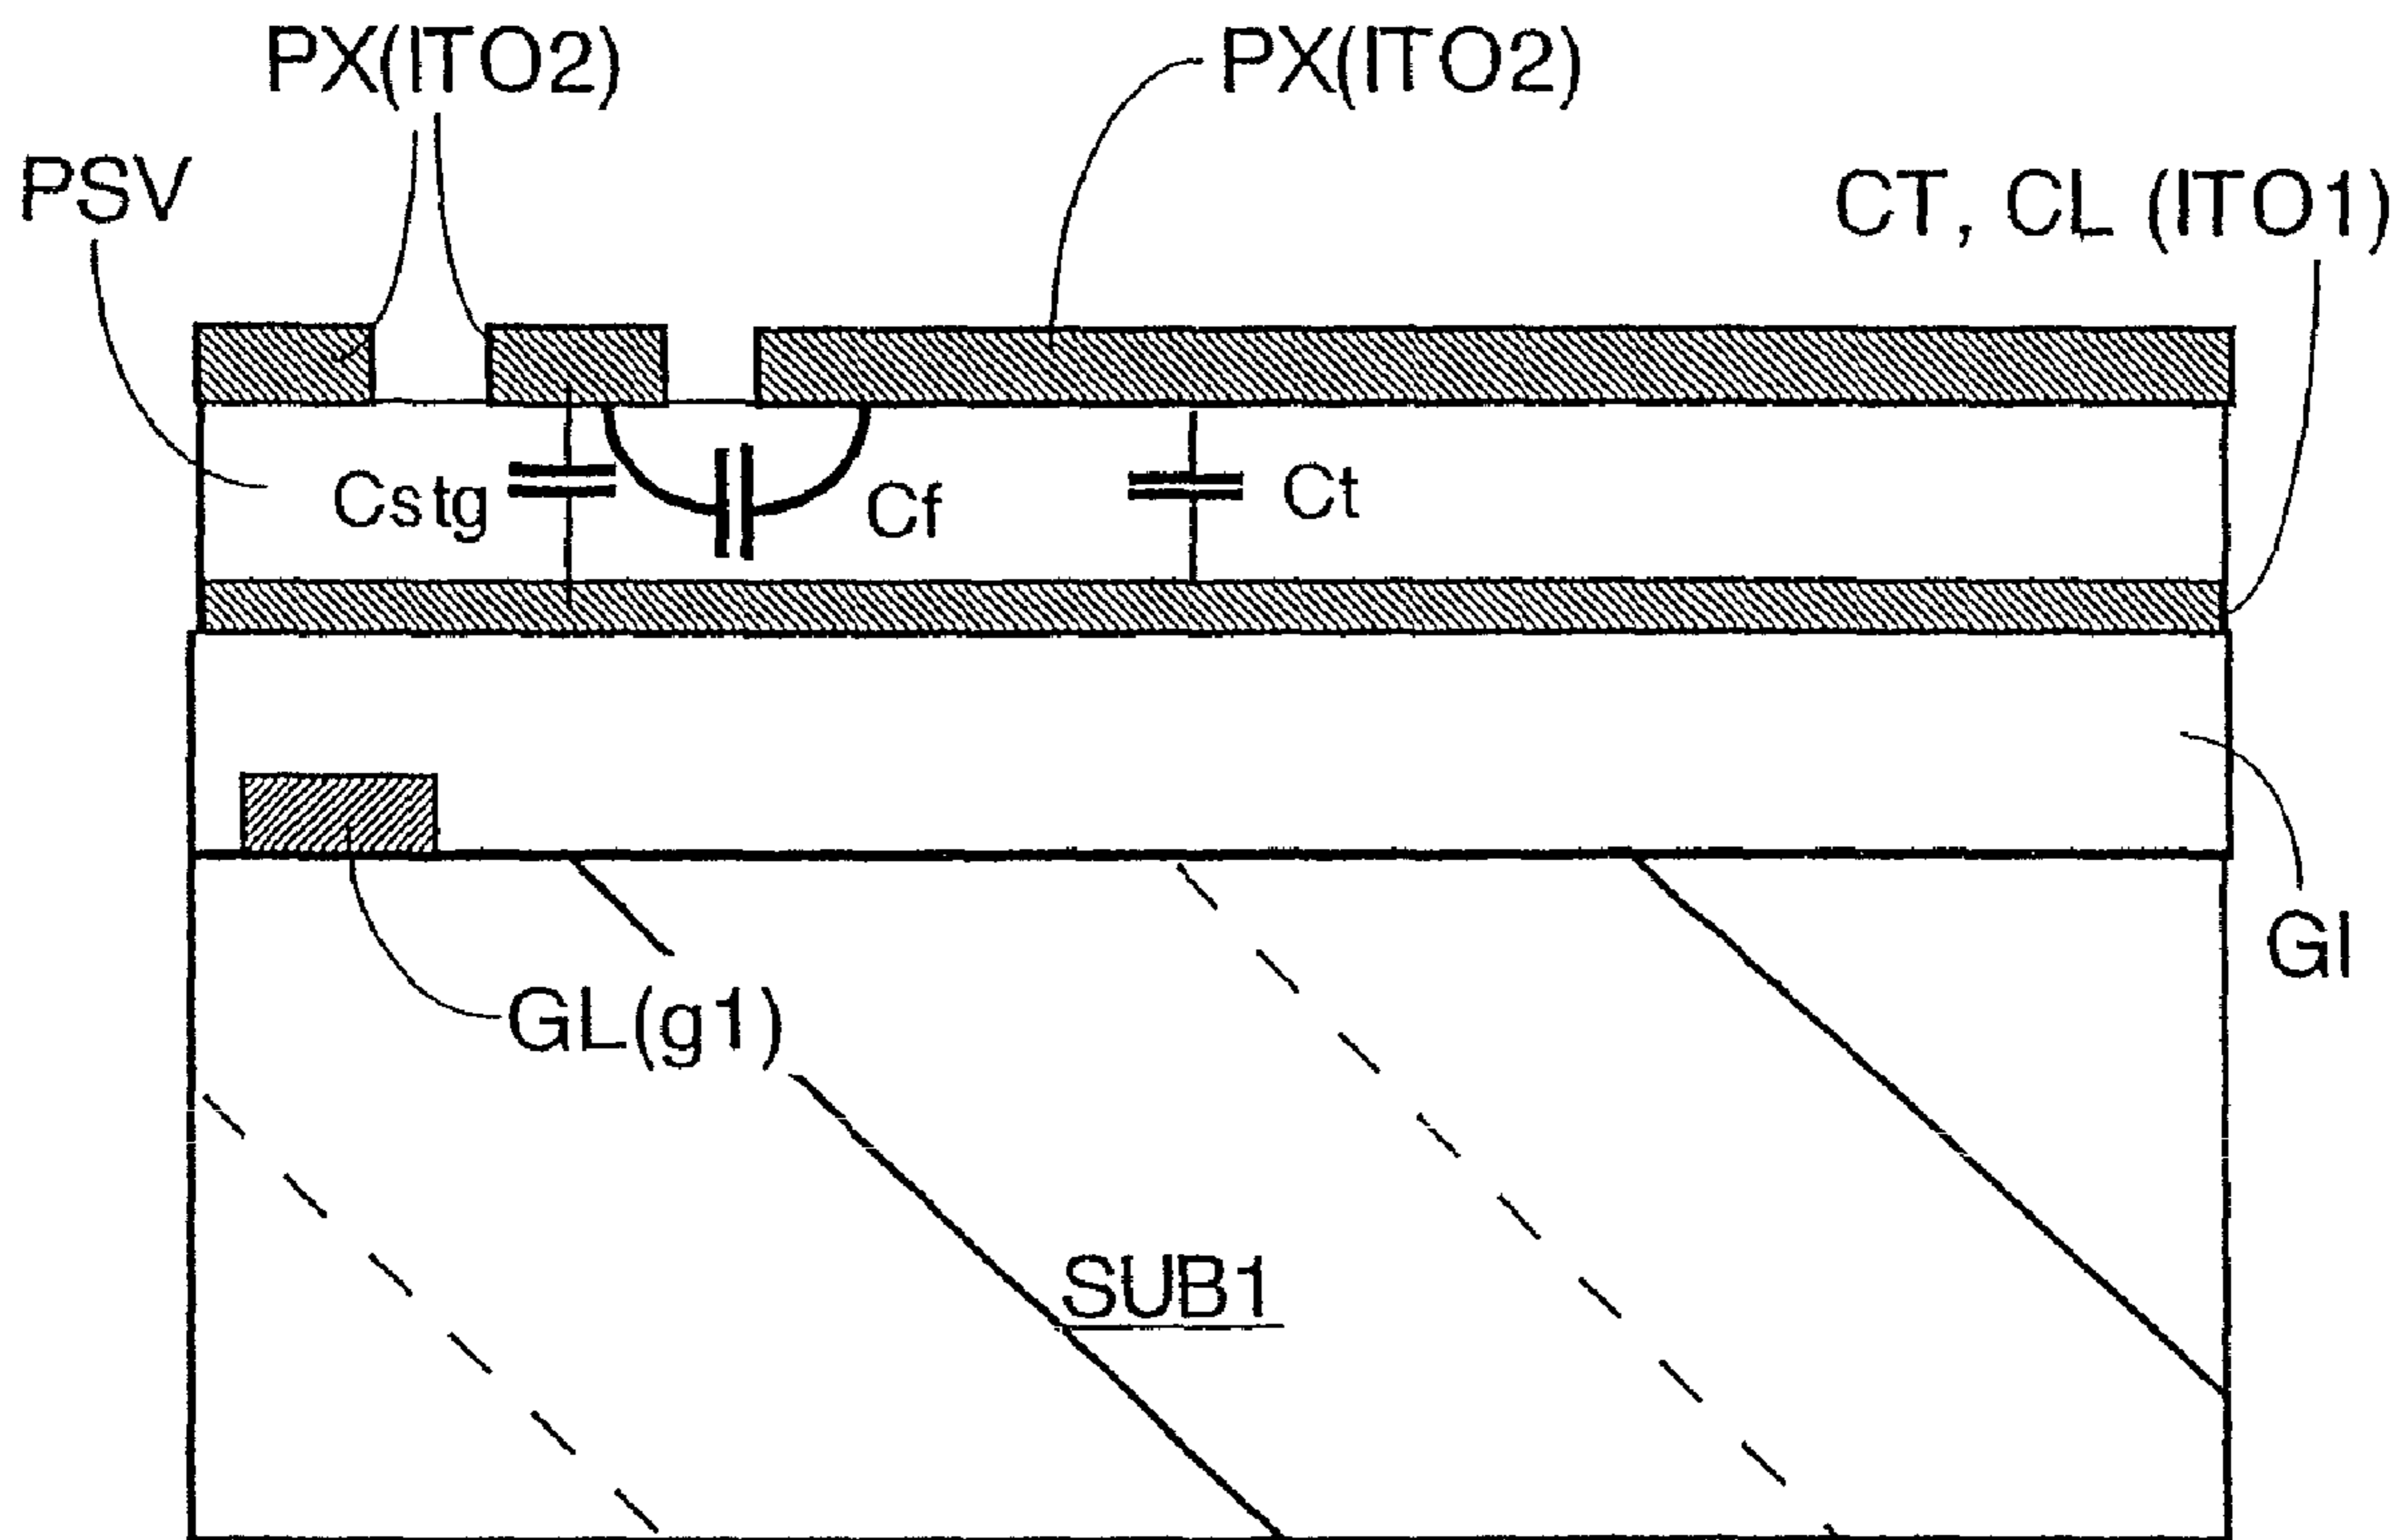 PX(ITO2)
PX(ITO2)
PSV
CT, CL (ITO1)
Cstg
Cf
Ct
GI
GL(g1)
SUB1